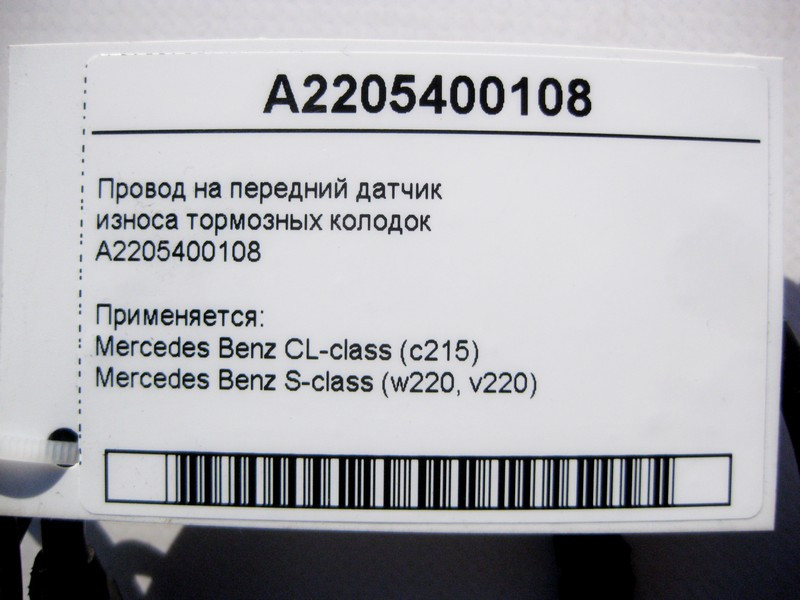 A2205400108
Провод на передний датчик
износа тормозных колодок
A2205400108
Применяется:
Mercedes Benz CL-class (c215)
Mercedes Benz S-class (w220, v220)